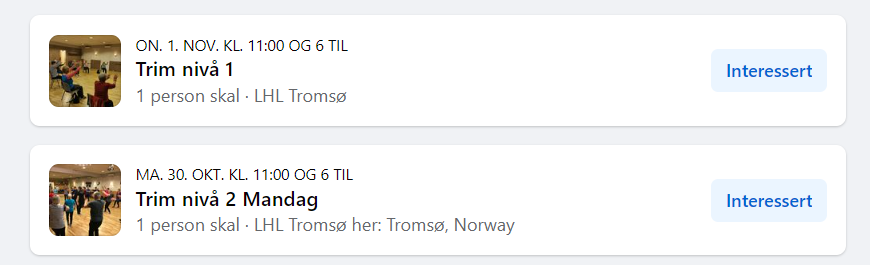 ON. 1. NOV. KL. 11:00 OG 6 TIL
Trim nivå 1
1 person skal · LHL Tromsø
Interessert
MA. 30. OKT. KL. 11:00 OG 6 TIL
Trim nivå 2 Mandag
1 person skal · LHL Tromsø her: Tromsø, Norway
Interessert